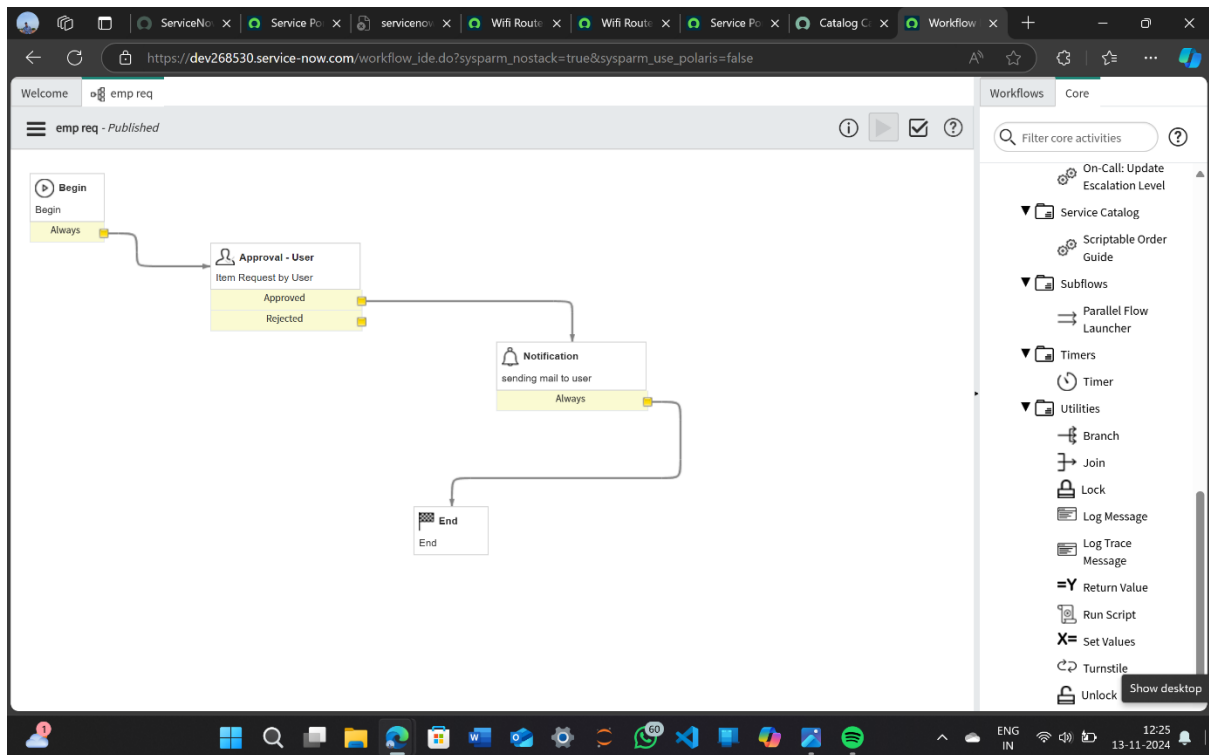 ServiceNov
Service Po
servicenov
Wifi Route
Wifi Route
Service Po
Catalog Ca
Workflow
https://dev268530.service-now.com/workflow_ide.do?sysparm_nostack=true&sysparm_use_polaris=false
Welcome
emp req
Workflows
Core
emp req - Published
Filter core activities
Begin
Begin
Always
Approval - User
Item Request by User
Approved
Rejected
Notification
sending mail to user
Always
End
End
On-Call: Update
Escalation Level
Service Catalog
Scriptable Order
Guide
Subflows
Parallel Flow
Launcher
Timers
Timer
Utilities
Branch
Join
Lock
Log Message
Log Trace
Message
=Y Return Value
Run Script
X= Set Values
Turnstile
Unlock
Show desktop
1
60
ENG
IN
12:25
13-11-2024